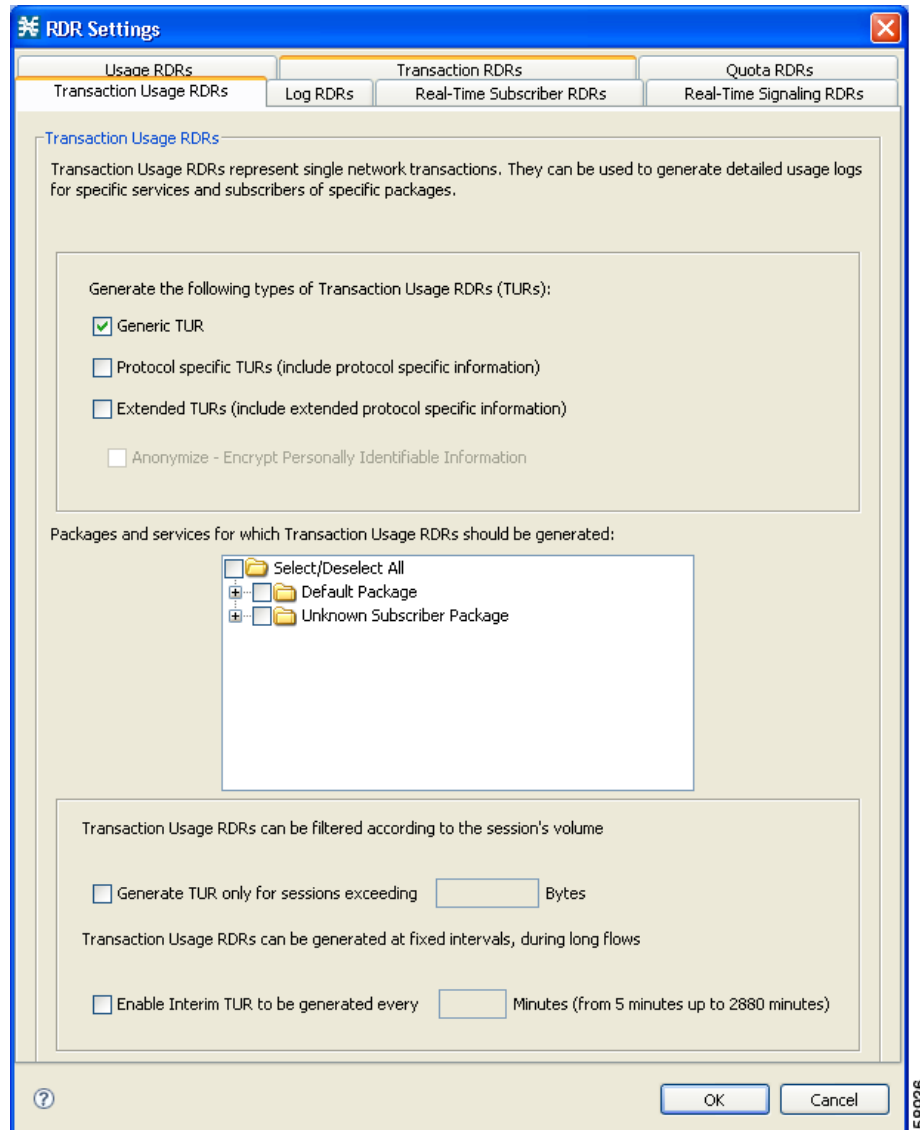 RDR Settings
Usage RDRs
Transaction RDRs
Quota RDRs
Transaction Usage RDRs
Log RDRs
Real-Time Subscriber RDRs
Real-Time Signaling RDRs
Transaction Usage RDRs
Transaction Usage RDRs represent single network transactions. They can be used to generate detailed usage logs
for specific services and subscribers of specific packages.
Generate the following types of Transaction Usage RDRs (TURs):
Generic TUR
Protocol specific TURs (include protocol specific information)
Extended TURs (include extended protocol specific information)
Anonymize - Encrypt Personally Identifiable Information
Packages and services for which Transaction Usage RDRs should be generated:
Select/Deselect All
Default Package
Unknown Subscriber Package
Transaction Usage RDRs can be filtered according to the session's volume
Generate TUR only for sessions exceeding Bytes
Transaction Usage RDRs can be generated at fixed intervals, during long flows
Enable Interim TUR to be generated every Minutes (from 5 minutes up to 2880 minutes)
?
OK
Cancel